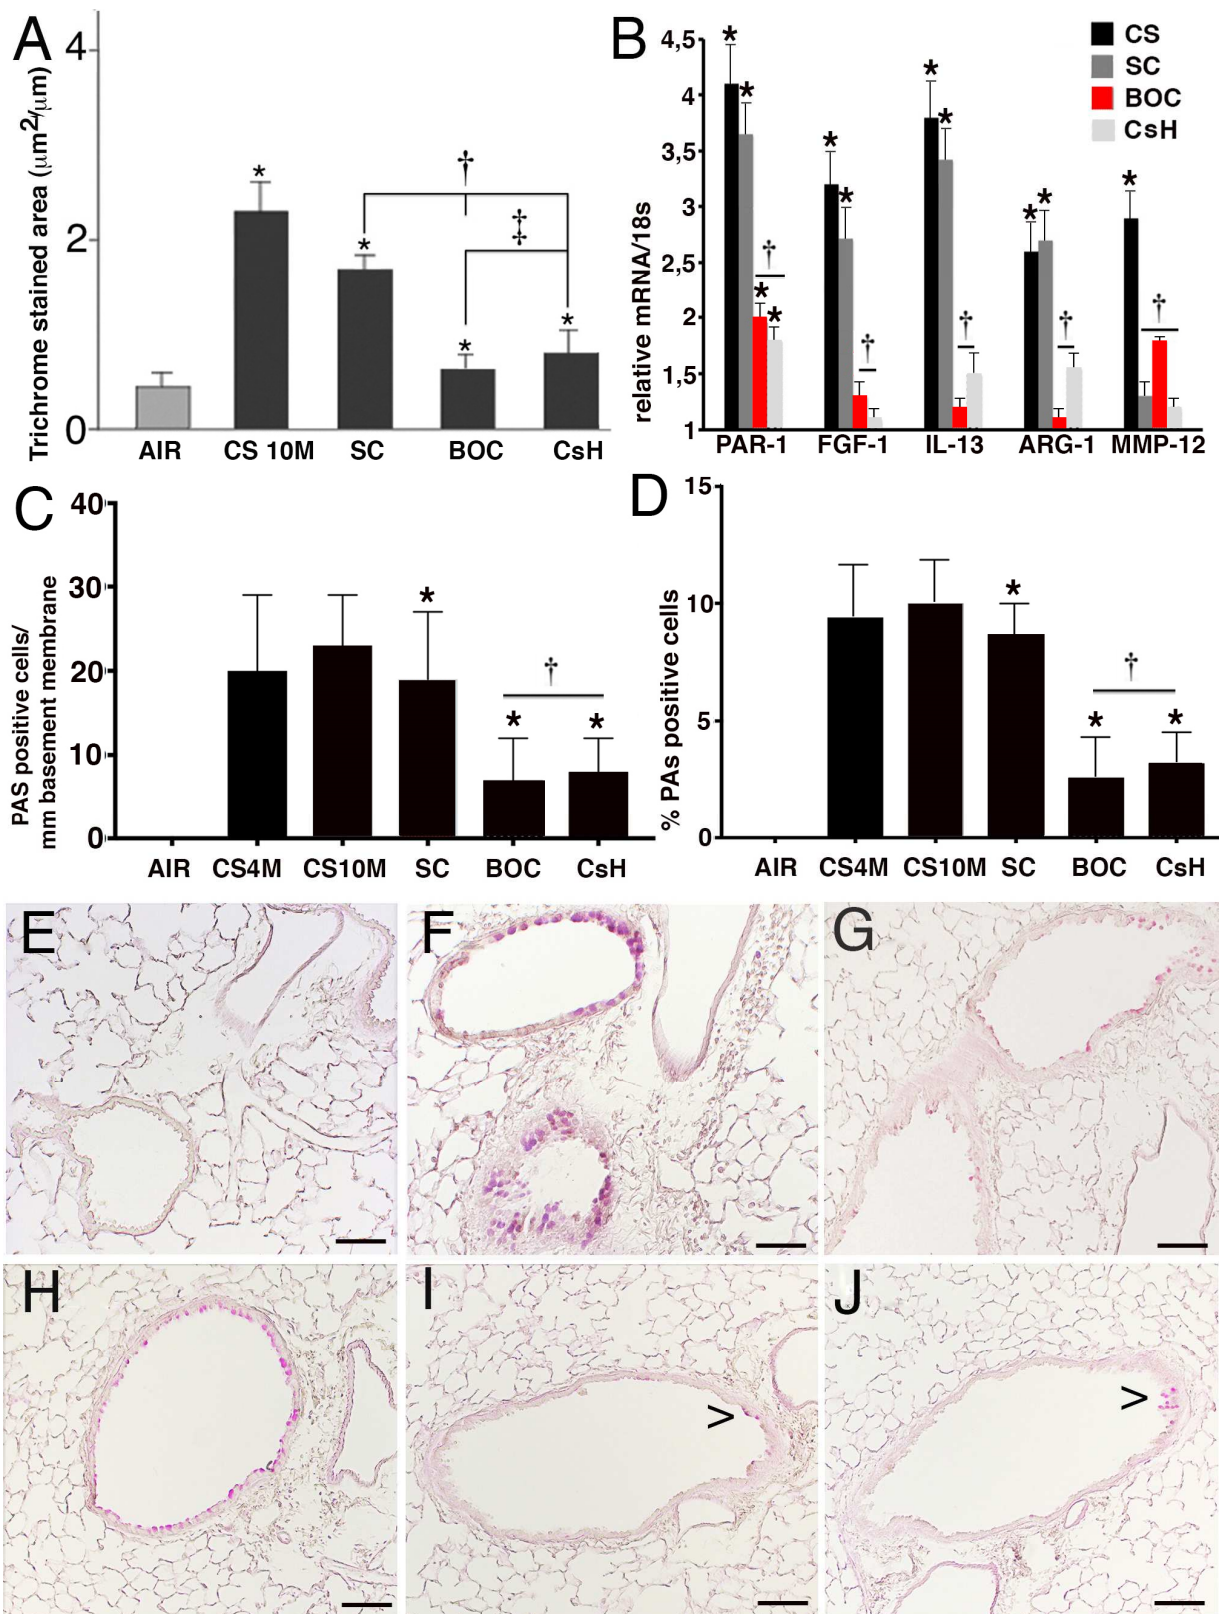 A
Trichrome stained area (μm²/μm)
4
2
0
*
*
*
*
†
‡
AIR CS 10M SC BOC CsH
B
relative mRNA/18s
4,5
4
3,5
3
2,5
2
1,5
1
CS
SC
BOC
CsH
* * * * †
* * †
* * †
* * †
* †
PAR-1 FGF-1 IL-13 ARG-1 MMP-12
C
PAS positive cells/
mm basement membrane
40
30
20
10
0
* * *
†
AIR CS4M CS10M SC BOC CsH
D
% PAs positive cells
15
10
5
0
* * *
†
AIR CS4M CS10M SC BOC CsH
E
F
G
H
I
>
J
>